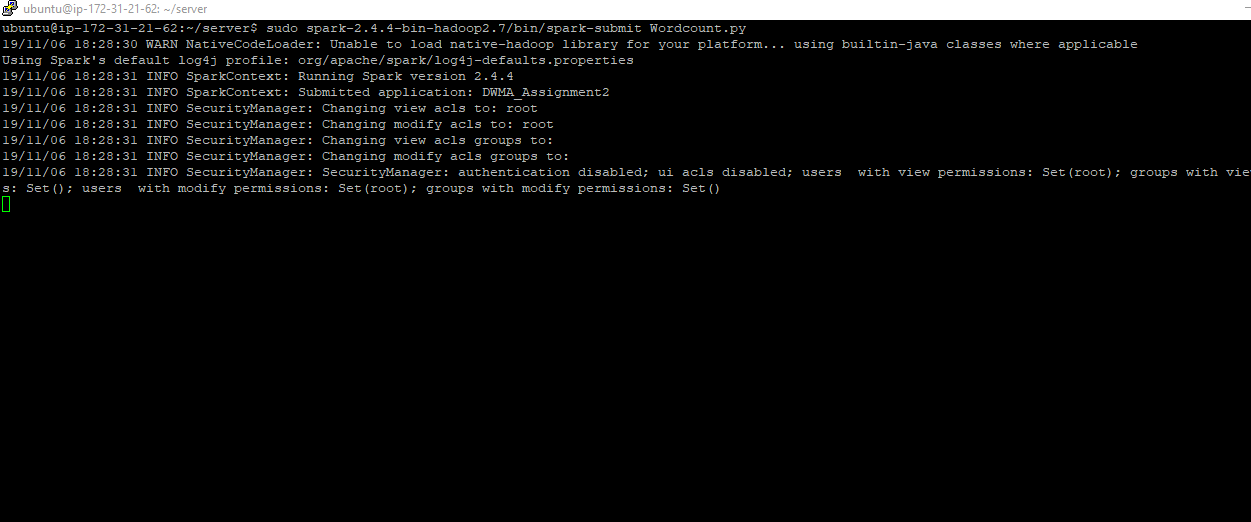 ubuntu@ip-172-31-21-62: ~/server
ubuntu@ip-172-31-21-62:~/server$ sudo spark-2.4.4-bin-hadoop2.7/bin/spark-submit Wordcount.py
19/11/06 18:28:30 WARN NativeCodeLoader: Unable to load native-hadoop library for your platform... using builtin-java classes where applicable
Using Spark's default log4j profile: org/apache/spark/log4j-defaults.properties
19/11/06 18:28:31 INFO SparkContext: Running Spark version 2.4.4
19/11/06 18:28:31 INFO SparkContext: Submitted application: DWMA_Assignment2
19/11/06 18:28:31 INFO SecurityManager: Changing view acls to: root
19/11/06 18:28:31 INFO SecurityManager: Changing modify acls to: root
19/11/06 18:28:31 INFO SecurityManager: Changing view acls groups to:
19/11/06 18:28:31 INFO SecurityManager: Changing modify acls groups to:
19/11/06 18:28:31 INFO SecurityManager: SecurityManager: authentication disabled; ui acls disabled; users  with view permissions: Set(root); groups with vie
s: Set(); users  with modify permissions: Set(root); groups with modify permissions: Set()